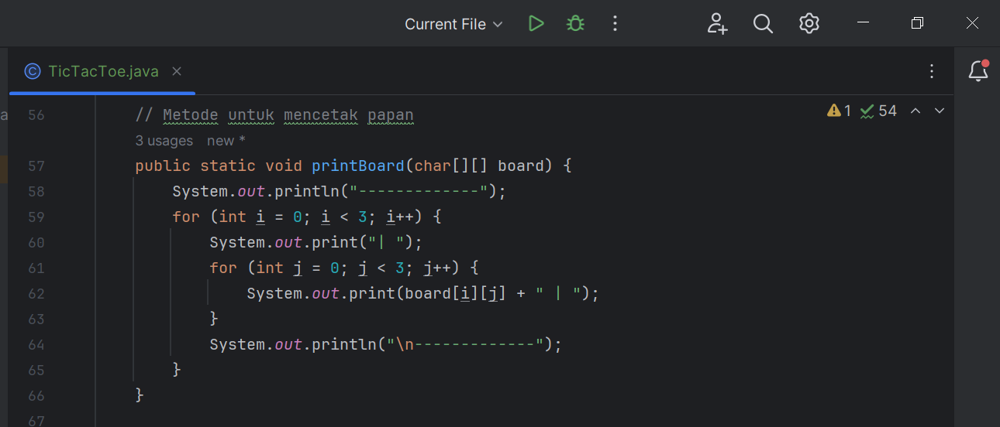 Current File
TicTacToe.java
1 54
56 // Metode untuk mencetak papan
3 usages new *
57 public static void printBoard(char[][] board) {
58 System.out.println("-------------");
59 for (int i = 0; i < 3; i++) {
60 System.out.print("| ");
61 for (int j = 0; j < 3; j++) {
62 System.out.print(board[i][j] + " | ");
63 }
64 System.out.println("\n-------------");
65 }
66 }
67